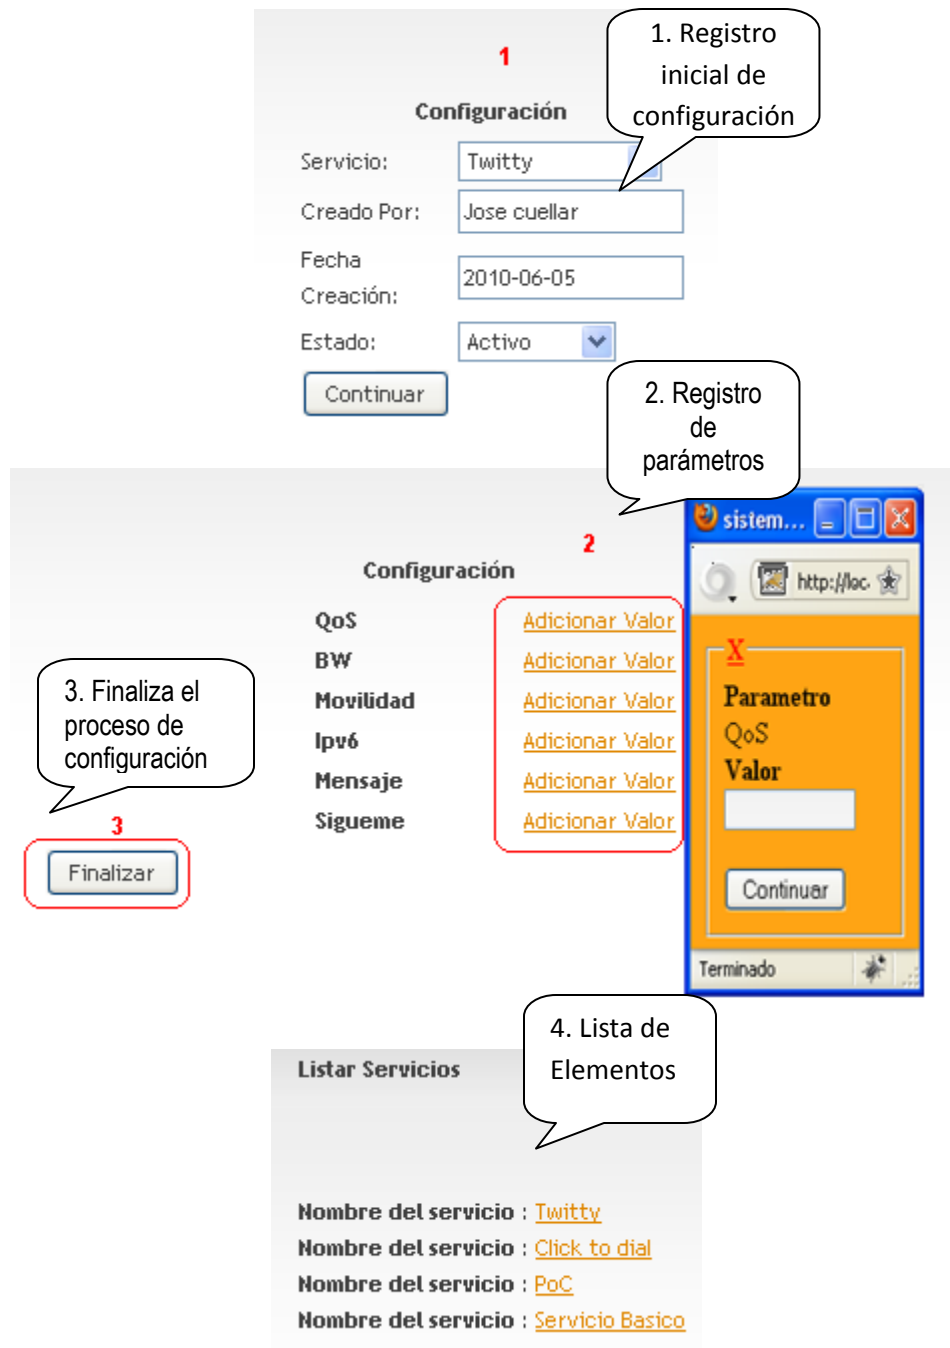 1
1. Registro
inicial de
configuración
Configuración
Servicio: Twitty
Creado Por: Jose cuellar
Fecha
Creación: 2010-06-05
Estado: Activo
Continuar
2. Registro
de
parámetros
sistem...
2
http://loc
Configuración
QoS Adicionar Valor
BW Adicionar Valor
Movilidad Adicionar Valor
Ipv6 Adicionar Valor
Mensaje Adicionar Valor
Sigueme Adicionar Valor
X
Parametro
QoS
Valor
Continuar
Terminado
3. Finaliza el
proceso de
configuración
3
Finalizar
4. Lista de
Elementos
Listar Servicios
Nombre del servicio : Twitty
Nombre del servicio : Click to dial
Nombre del servicio : PoC
Nombre del servicio : Servicio Basico